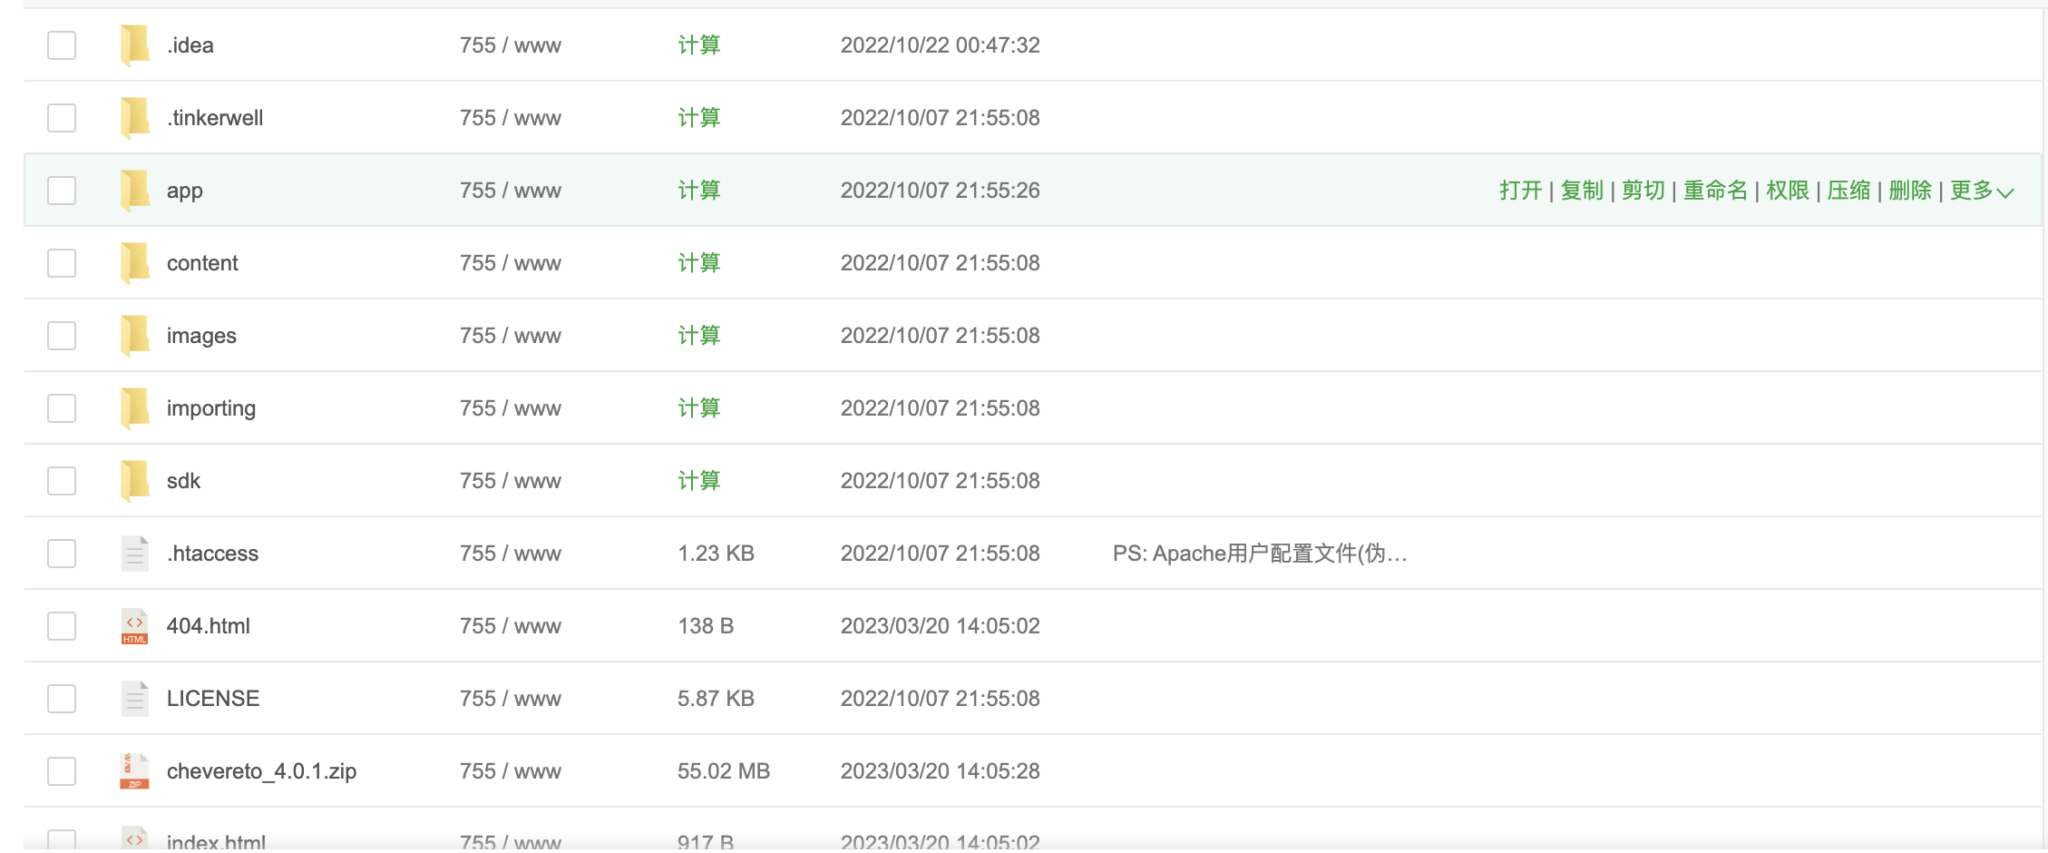 .idea 755 / www 计算 2022/10/22 00:47:32
.tinkerwell 755 / www 计算 2022/10/07 21:55:08
app 755 / www 计算 2022/10/07 21:55:26 打开 | 复制 | 剪切 | 重命名 | 权限 | 压缩 | 删除 | 更多
content 755 / www 计算 2022/10/07 21:55:08
images 755 / www 计算 2022/10/07 21:55:08
importing 755 / www 计算 2022/10/07 21:55:08
sdk 755 / www 计算 2022/10/07 21:55:08
.htaccess 755 / www 1.23 KB 2022/10/07 21:55:08 PS: Apache用户配置文件(伪...
HTML 404.html 755 / www 138 B 2023/03/20 14:05:02
LICENSE 755 / www 5.87 KB 2022/10/07 21:55:08
ZIP chevereto_4.0.1.zip 755 / www 55.02 MB 2023/03/20 14:05:28
index.html 755 / www 917 B 2023/03/20 14:05:02